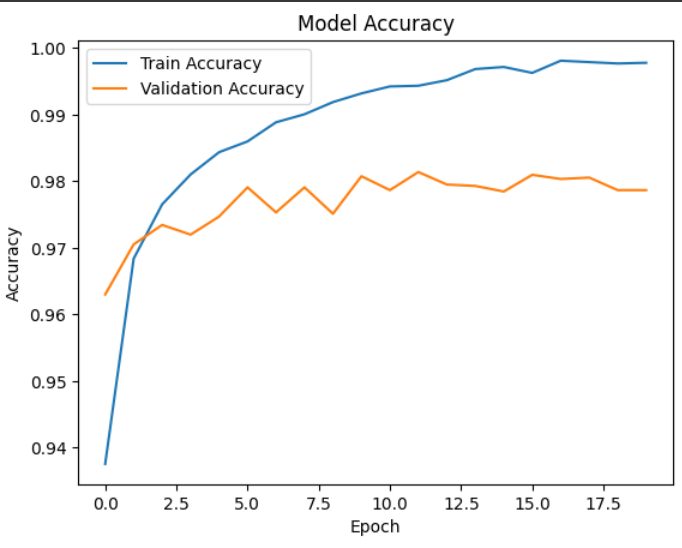 Model Accuracy
1.00
0.99
0.98
0.97
0.96
0.95
0.94
Accuracy
Train Accuracy
Validation Accuracy
0.0 2.5 5.0 7.5 10.0 12.5 15.0 17.5
Epoch